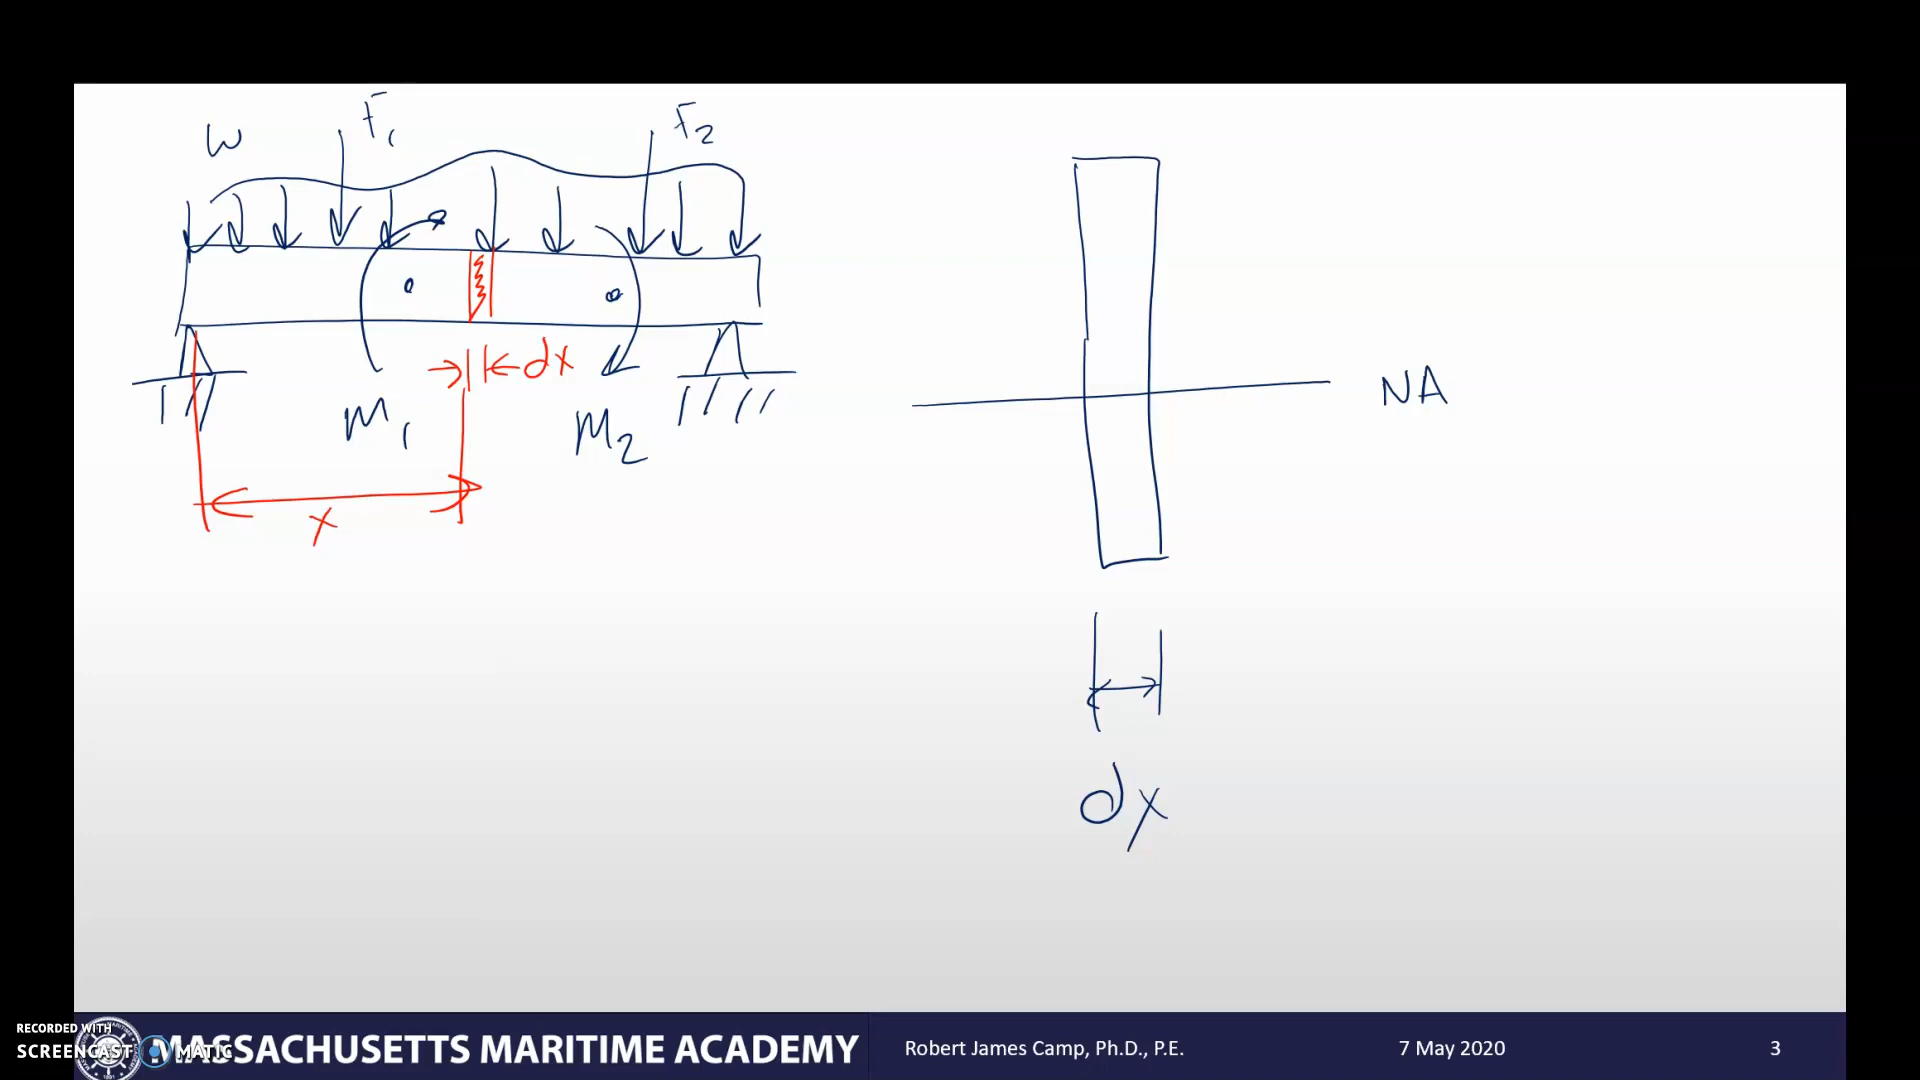 w
F1
F2
dx
M1
M2
x
NA
dx
RECORDED WITH
SCREENCAST MATIC
MASSACHUSETTS MARITIME ACADEMY
Robert James Camp, Ph.D., P.E.
7 May 2020
3